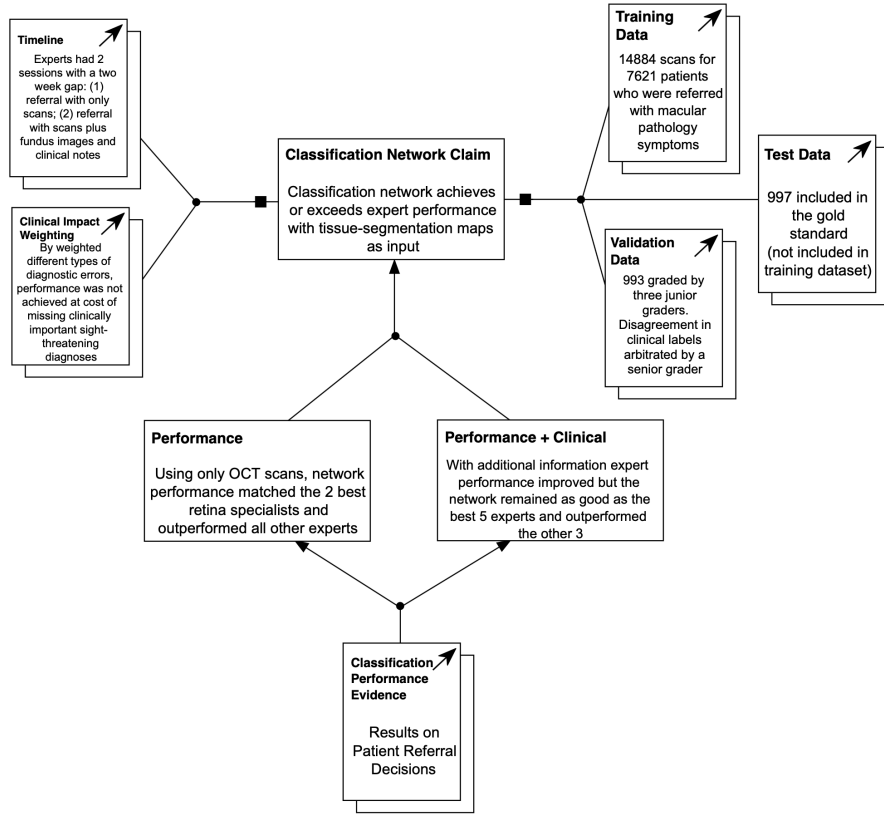 Timeline
Experts had 2
sessions with a two
week gap: (1)
referral with only
scans; (2) referral
with scans plus
fundus images and
clinical notes
Clinical Impact
Weighting
By weighted
different types of
diagnostic errors,
performance was not
achieved at cost of
missing clinically
important sight-
threatening
diagnoses
Classification Network Claim
Classification network achieves
or exceeds expert performance
with tissue-segmentation maps
as input
Training
Data
14884 scans for
7621 patients
who were referred
with macular
pathology
symptoms
Test Data
997 included in
the gold
standard
(not included in
training dataset)
Validation
Data
993 graded by
three junior
graders.
Disagreement in
clinical labels
arbitrated by a
senior grader
Performance
Using only OCT scans, network
performance matched the 2 best
retina specialists and
outperformed all other experts
Performance + Clinical
With additional information expert
performance improved but the
network remained as good as the
best 5 experts and outperformed
the other 3
Classification
Performance
Evidence
Results on
Patient Referral
Decisions